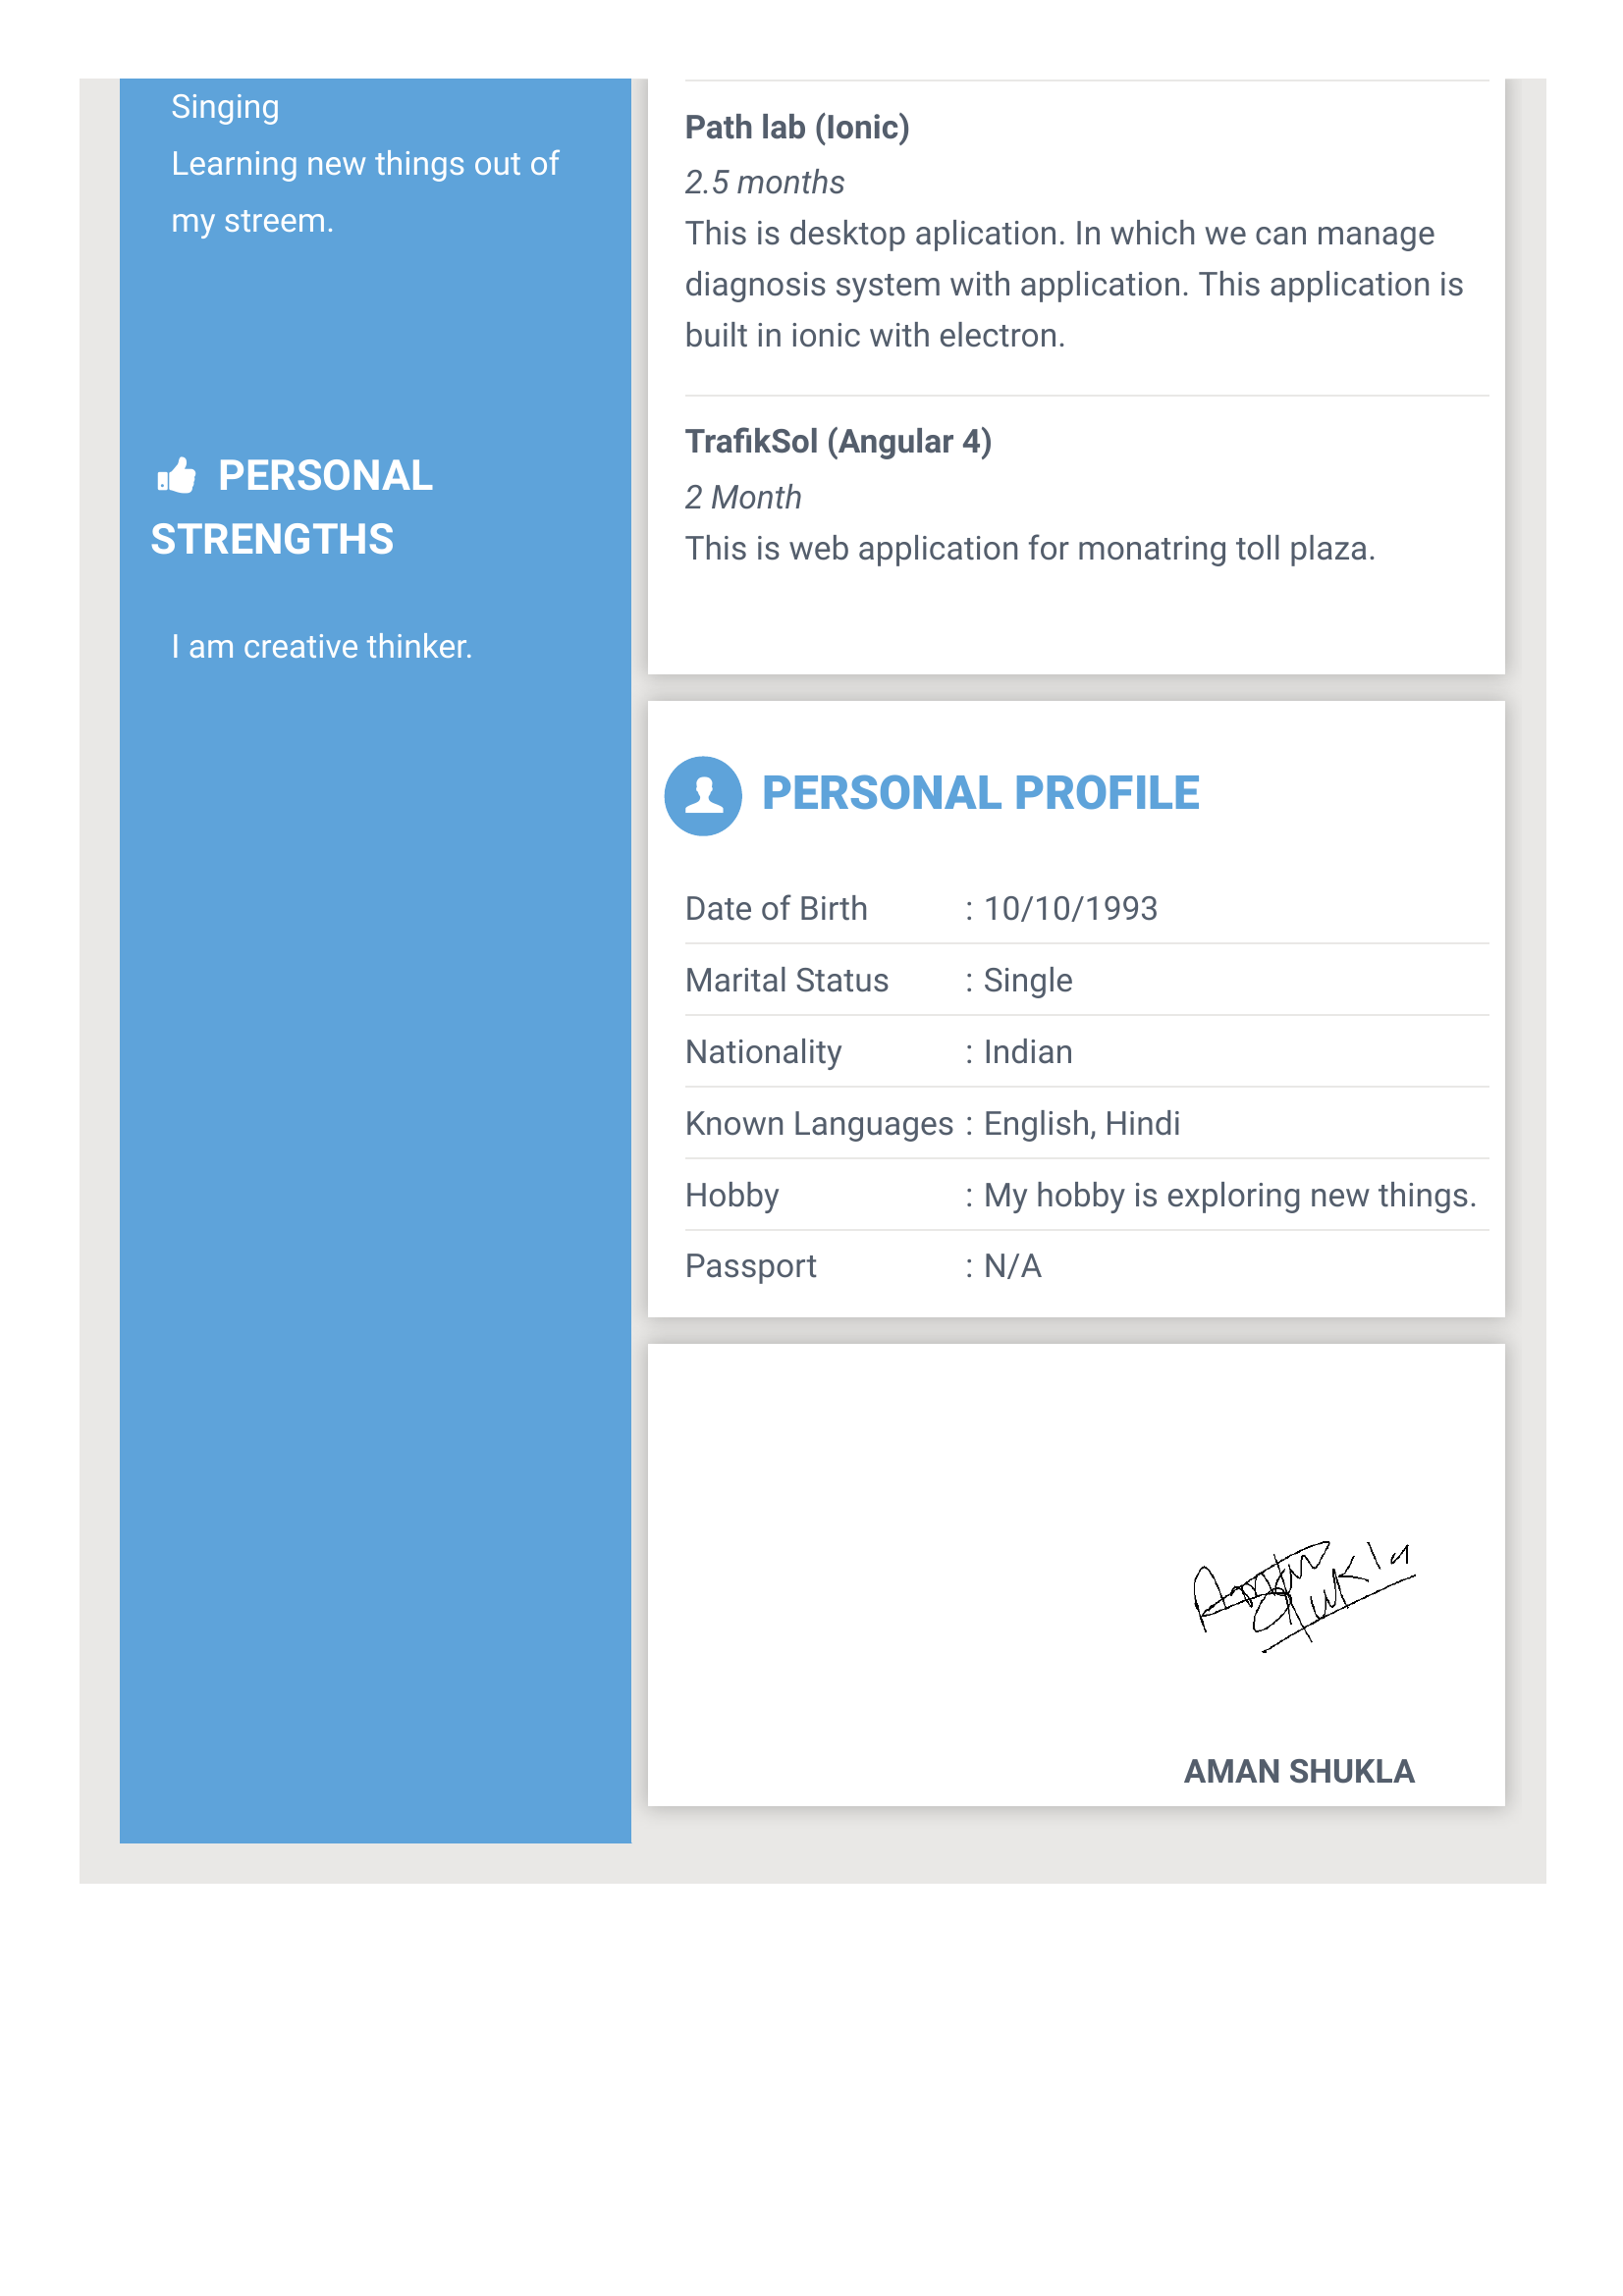 Singing
Learning new things out of
my streem.
PERSONAL
STRENGTHS
I am creative thinker.
Path lab (Ionic)
2.5 months
This is desktop aplication. In which we can manage
diagnosis system with application. This application is
built in ionic with electron.
TrafikSol (Angular 4)
2 Month
This is web application for monatring toll plaza.
PERSONAL PROFILE
Date of Birth : 10/10/1993
Marital Status : Single
Nationality : Indian
Known Languages : English, Hindi
Hobby : My hobby is exploring new things.
Passport : N/A
Aman
Shukla
AMAN SHUKLA